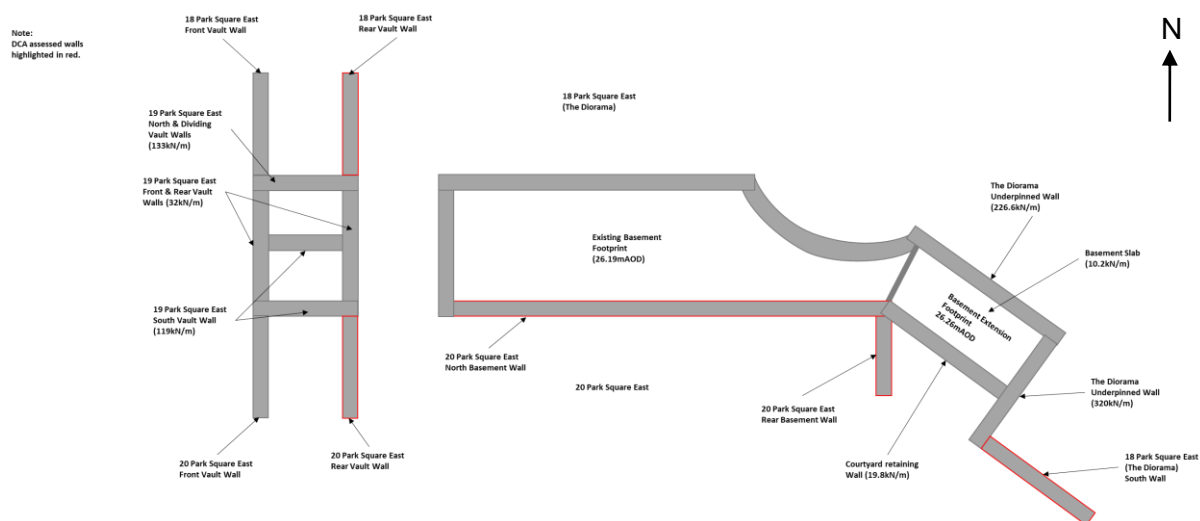 Note:
DCA assessed walls
highlighted in red.
18 Park Square East
Front Vault Wall
18 Park Square East
Rear Vault Wall
N
18 Park Square East
(The Diorama)
19 Park Square East
North & Dividing
Vault Walls
(133kN/m)
19 Park Square East
Front & Rear Vault
Walls (32kN/m)
The Diorama
Underpinned Wall
(226.6kN/m)
Existing Basement
Footprint
(26.19mAOD)
Basement Slab
(10.2kN/m)
Basement Extension
Footprint
26.26mAOD
19 Park Square East
South Vault Wall
(119kN/m)
20 Park Square East
North Basement Wall
20 Park Square East
The Diorama
Underpinned Wall
(320kN/m)
20 Park Square East
Rear Basement Wall
20 Park Square East
Front Vault Wall
20 Park Square East
Rear Vault Wall
Courtyard retaining
Wall (19.8kN/m)
18 Park Square East
(The Diorama)
South Wall